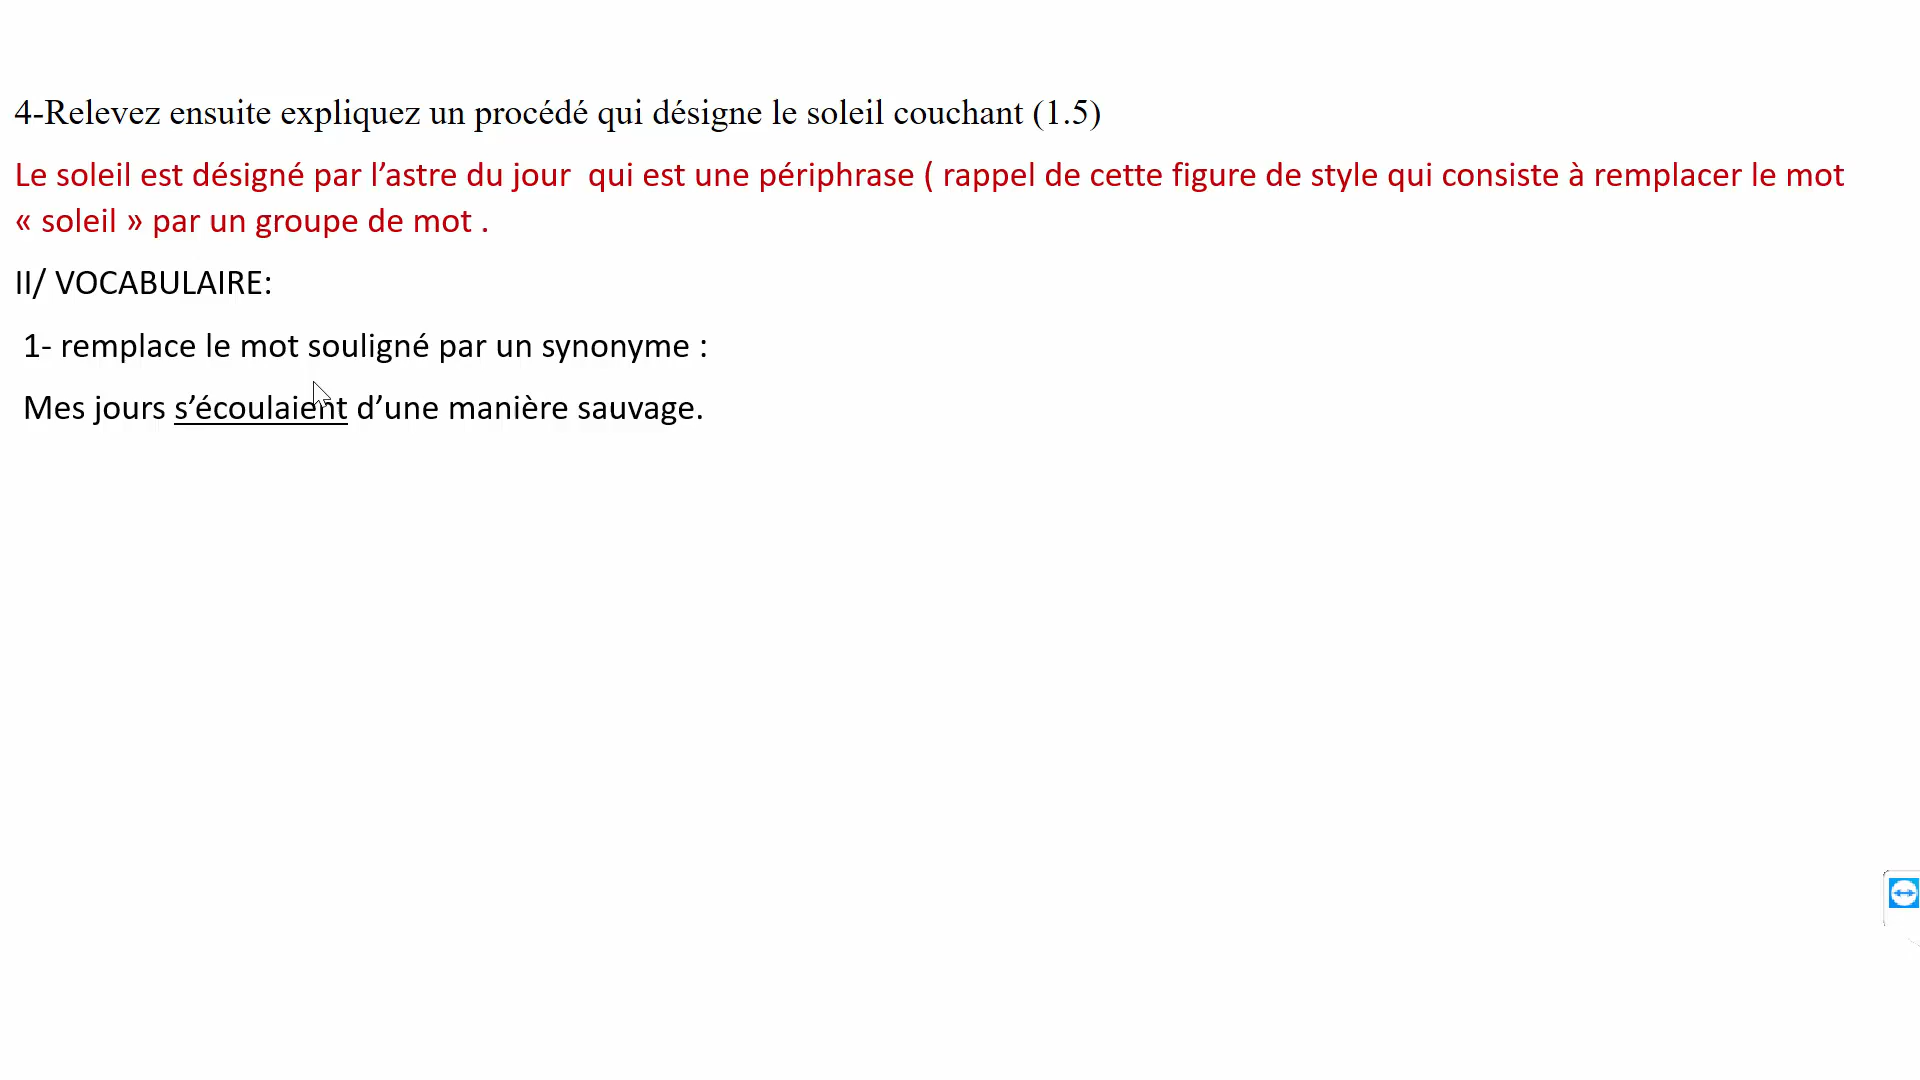 4-Relevez ensuite expliquez un procédé qui désigne le soleil couchant (1.5)
Le soleil est désigné par l’astre du jour  qui est une périphrase ( rappel de cette figure de style qui consiste à remplacer le mot
« soleil » par un groupe de mot .
II/ VOCABULAIRE:
1- remplace le mot souligné par un synonyme :
Mes jours s’écoulaient d’une manière sauvage.